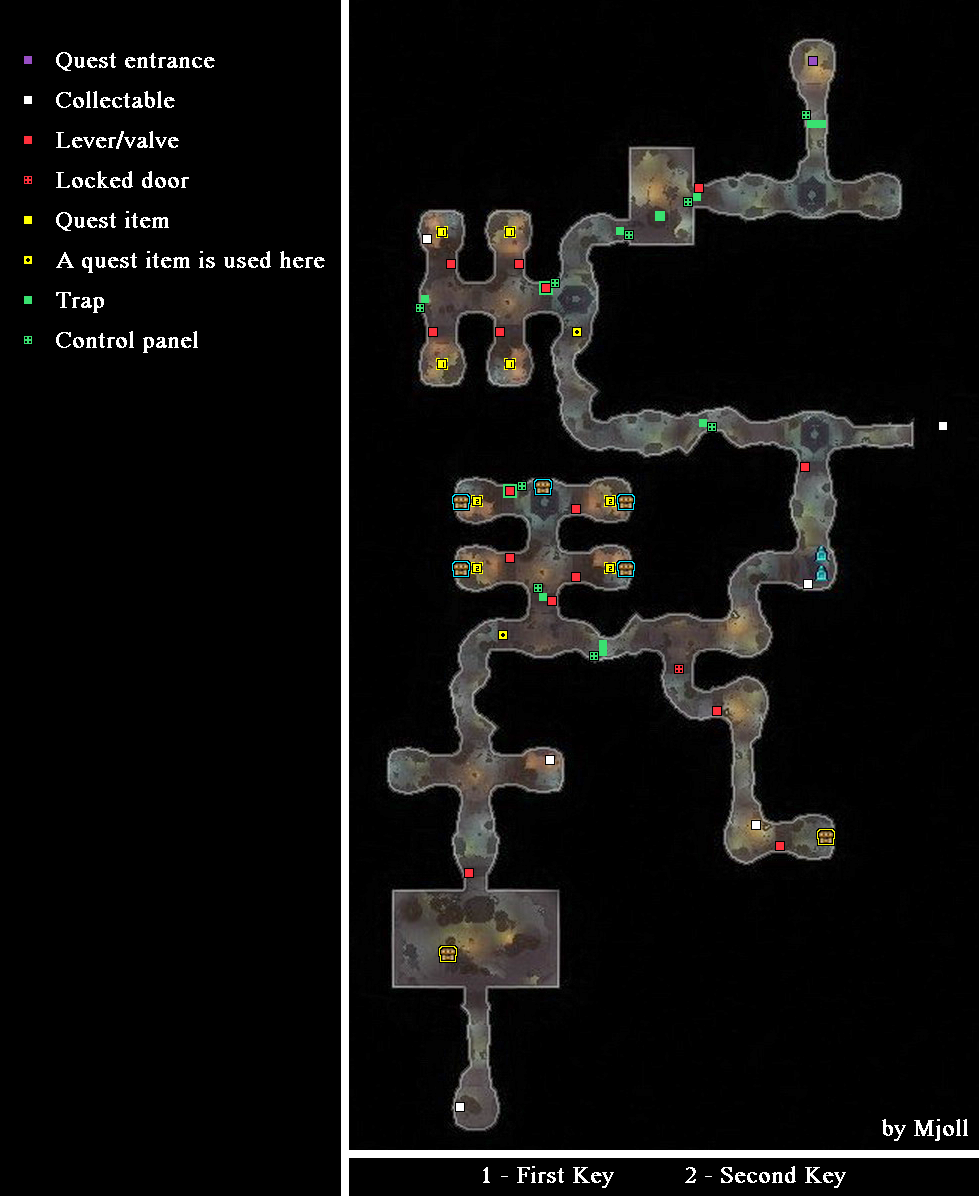 Quest entrance
Collectable
Lever/valve
Locked door
Quest item
A quest item is used here
Trap
Control panel
1
1
1
1
2
2
2
2
by Mjoll
1 - First Key
2 - Second Key